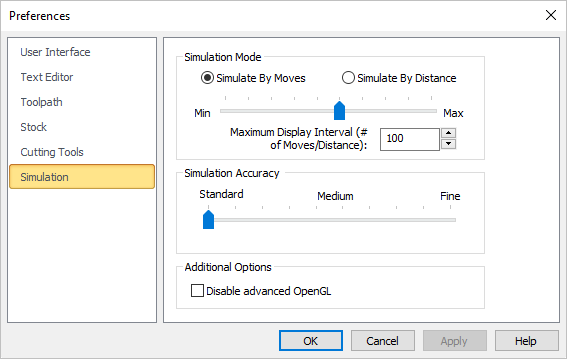 Preferences
User Interface
Text Editor
Toolpath
Stock
Cutting Tools
Simulation
Simulation Mode
Simulate By Moves Simulate By Distance
Min Max
Maximum Display Interval (#
of Moves/Distance):
100
Simulation Accuracy
Standard Medium Fine
Additional Options
Disable advanced OpenGL
OK Cancel Apply Help